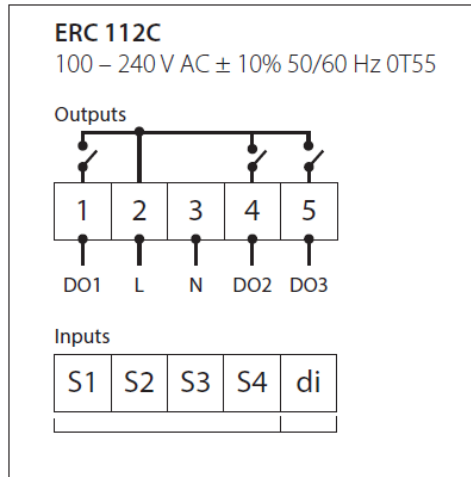 ERC 112C
100 – 240 V AC ± 10% 50/60 Hz 0T55
Outputs
1 2 3 4 5
DO1 L N DO2 DO3
Inputs
S1 S2 S3 S4 di